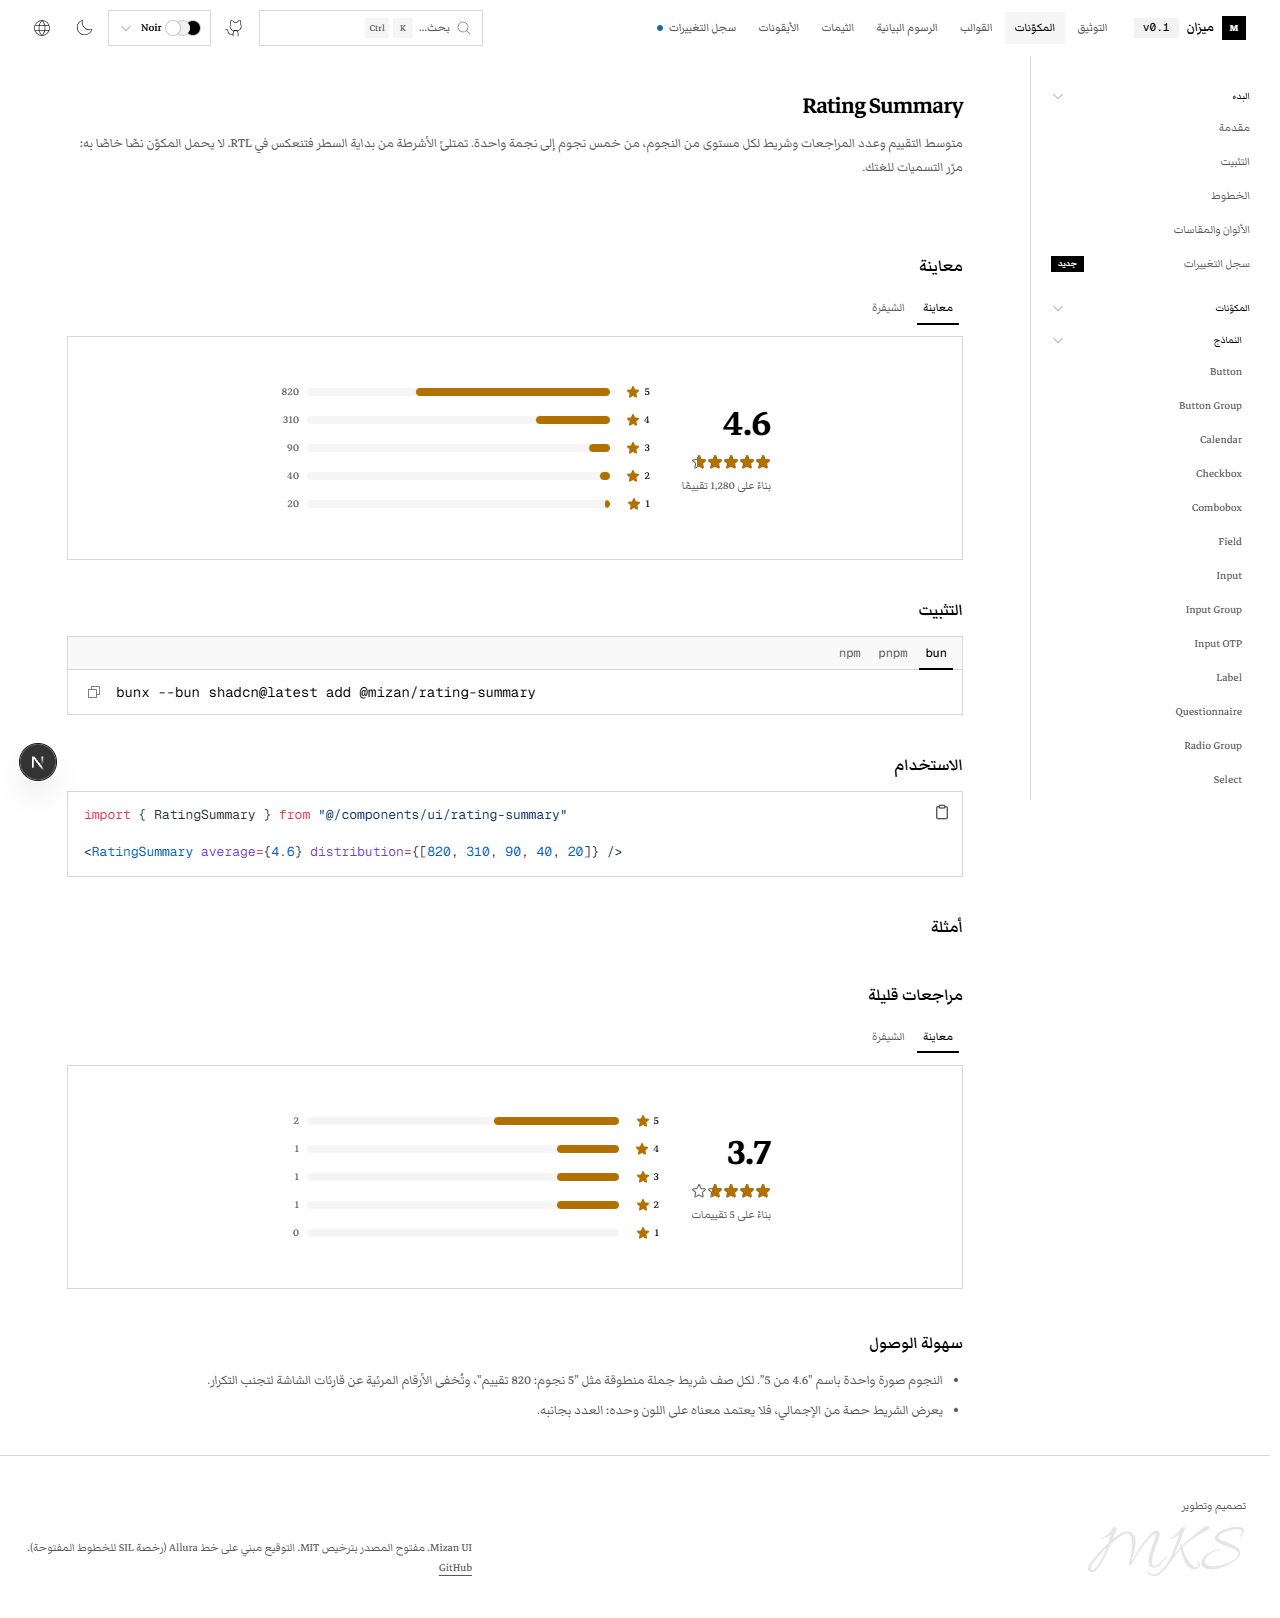 M ميزان v0.1 التوثيق المكوّنات القوالب الرسوم البيانية الثيمات الأيقونات سجل التغييرات بحث... K Ctrl Noir
البدء
مقدمة
التثبيت
الخطوط
الألوان والمقاسات
سجل التغييرات جديد
المكوّنات
النماذج
Button
Button Group
Calendar
Checkbox
Combobox
Field
Input
Input Group
Input OTP
Label
Questionnaire
Radio Group
Select
Rating Summary
متوسط التقييم وعدد المراجعات وشريط لكل مستوى من النجوم، من خمس نجوم إلى نجمة واحدة. تمتلئ الأشرطة من بداية السطر فتنعكس في RTL. لا يحمل المكوّن نصًا خاصًا به:
مرّر التسميات للغتك.
معاينة
معاينة الشيفرة
4.6
بناءً على 1,280 تقييمًا
5 820
4 310
3 90
2 40
1 20
التثبيت
bun pnpm npm
bunx --bun shadcn@latest add @mizan/rating-summary
الاستخدام
import { RatingSummary } from "@/components/ui/rating-summary"
<RatingSummary average={4.6} distribution={[820, 310, 90, 40, 20]} />
أمثلة
مراجعات قليلة
معاينة الشيفرة
3.7
بناءً على 5 تقييمات
5 2
4 1
3 1
2 1
1 0
سهولة الوصول
• النجوم صورة واحدة باسم "4.6 من 5". لكل صف شريط جملة منطوقة مثل "5 نجوم: 820 تقييم"، وتُخفى الأرقام المرئية عن قارئات الشاشة لتجنب التكرار.
• يعرض الشريط حصة من الإجمالي، فلا يعتمد معناه على اللون وحده: العدد بجانبه.
تصميم وتطوير
MKS
Mizan UI. مفتوح المصدر بترخيص MIT. التوقيع مبني على خط Allura (رخصة SIL للخطوط المفتوحة).
GitHub